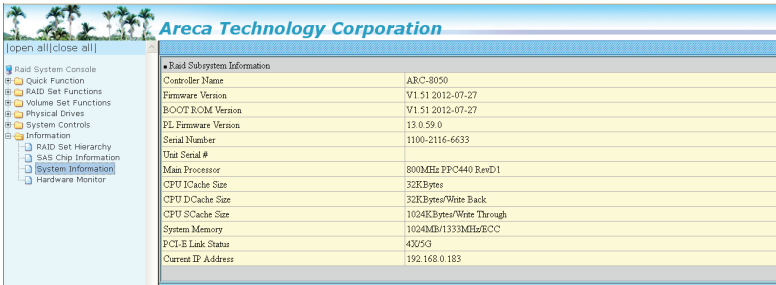 Areca Technology Corporation
|open all|close all|
Raid System Console
Quick Function
RAID Set Functions
Volume Set Functions
Physical Drives
System Controls
Information
RAID Set Hierarchy
SAS Chip Information
System Information
Hardware Monitor
Raid Subsystem Information
Controller Name ARC-8050
Firmware Version V1.51 2012-07-27
BOOT ROM Version V1.51 2012-07-27
PL Firmware Version 13.0.59.0
Serial Number 1100-2116-6633
Unit Serial #
Main Processor 800MHz PPC440 RevD1
CPU ICache Size 32KBytes
CPU DCache Size 32KBytes/Write Back
CPU SCache Size 1024KBytes/Write Through
System Memory 1024MB/1333MHz/ECC
PCI-E Link Status 4X/5G
Current IP Address 192.168.0.183